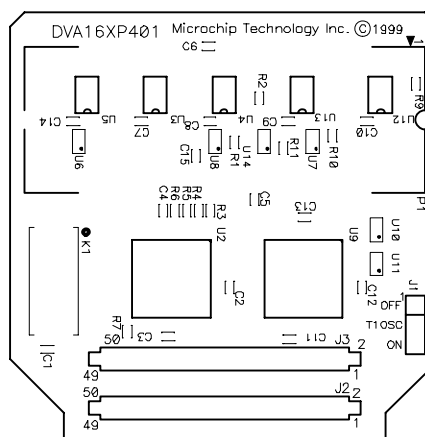 DVA16XP401 Microchip Technology Inc. ©1999
C6
1
R2
R9
U5
U3
U4
U13
U12
C14
C7
C8
C9
C10
U6
C15
U8
R1
U14
R11
U7
R10
P1
C4
R6
R5
R4
R3
C5
C13
K1
U2
U9
U10
U11
C2
C12
J1
1
OFF
T1OSC
ON
R7
C3
C11
C1
50
J3
2
49
1
50
J2
2
49
1